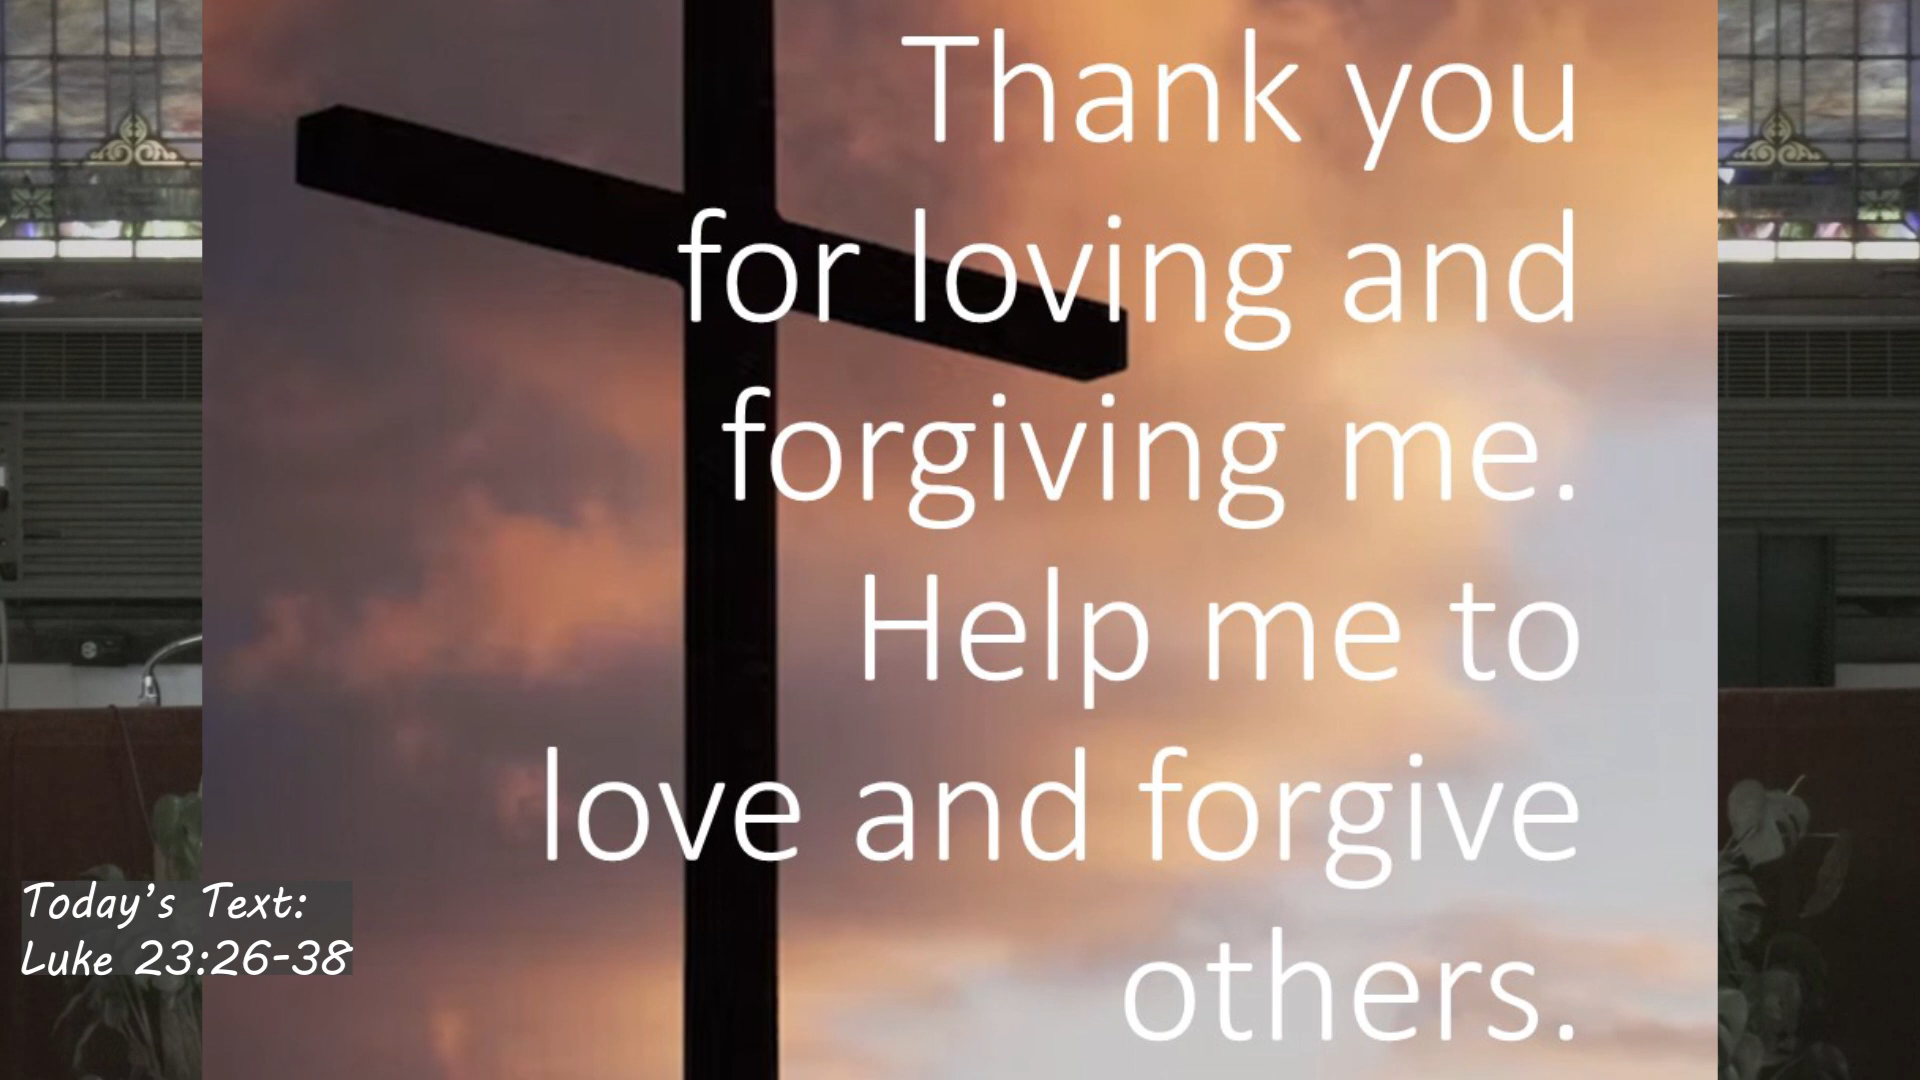 Thank you
for loving and
forgiving me.
Help me to
love and forgive
others.
Today's Text:
Luke 23:26-38